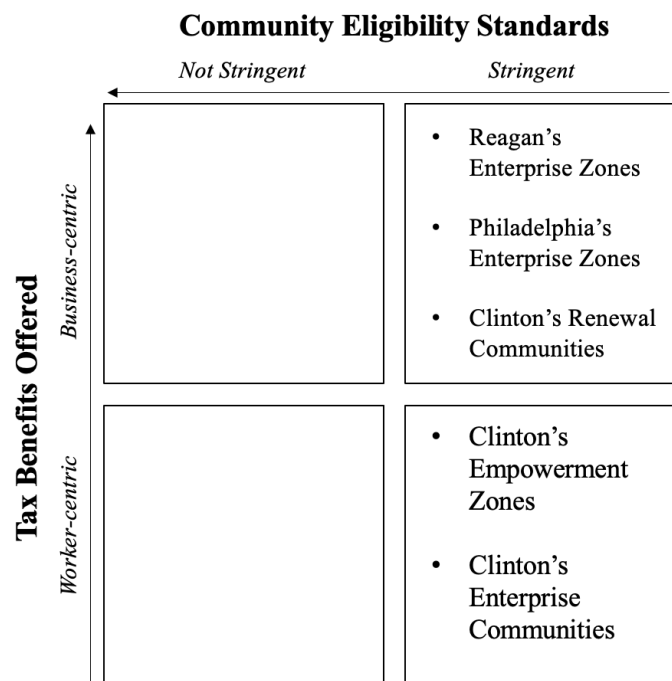 Community Eligibility Standards
Not Stringent
Stringent
Tax Benefits Offered
Business-centric
• Reagan’s
Enterprise Zones
• Philadelphia’s
Enterprise Zones
• Clinton’s Renewal
Communities
Worker-centric
• Clinton’s
Empowerment
Zones
• Clinton’s
Enterprise
Communities